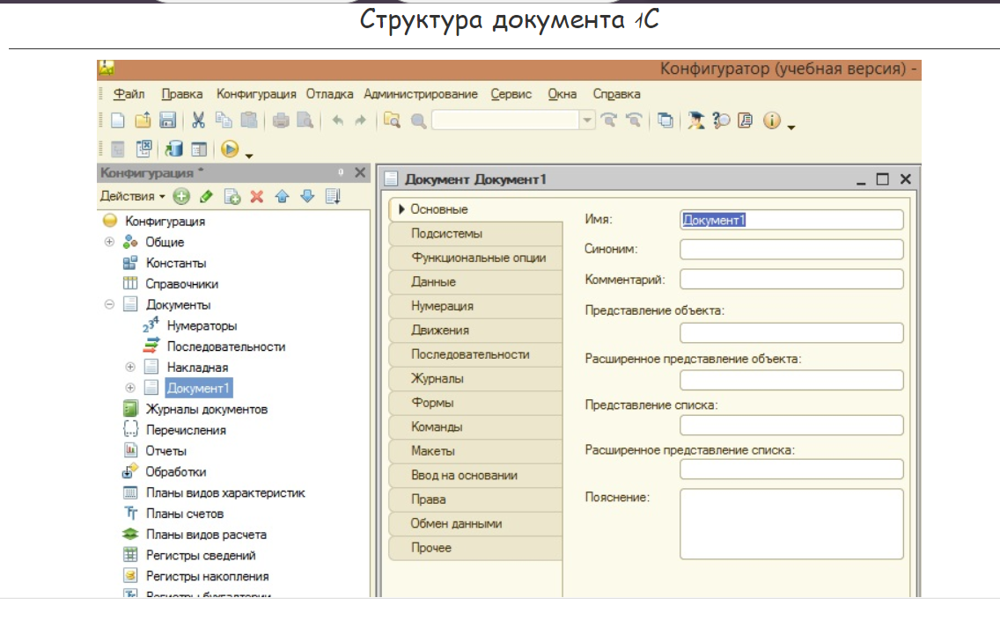 Структура документа 1С
Конфигуратор (учебная версия) -
Файл Правка Конфигурация Отладка Администрирование Сервис Окна Справка
Конфигурация *
Действия
Конфигурация
Общие
Константы
Справочники
Документы
Нумераторы
Последовательности
Накладная
Документ1
Журналы документов
Перечисления
Отчеты
Обработки
Планы видов характеристик
Планы счетов
Планы видов расчета
Регистры сведений
Регистры накопления
Регистры бухгалтерии
Документ Документ1
Основные
Подсистемы
Функциональные опции
Данные
Нумерация
Движения
Последовательности
Журналы
Формы
Команды
Макеты
Ввод на основании
Права
Обмен данными
Прочее
Имя: Документ1
Синоним:
Комментарий:
Представление объекта:
Расширенное представление объекта:
Представление списка:
Расширенное представление списка:
Пояснение: